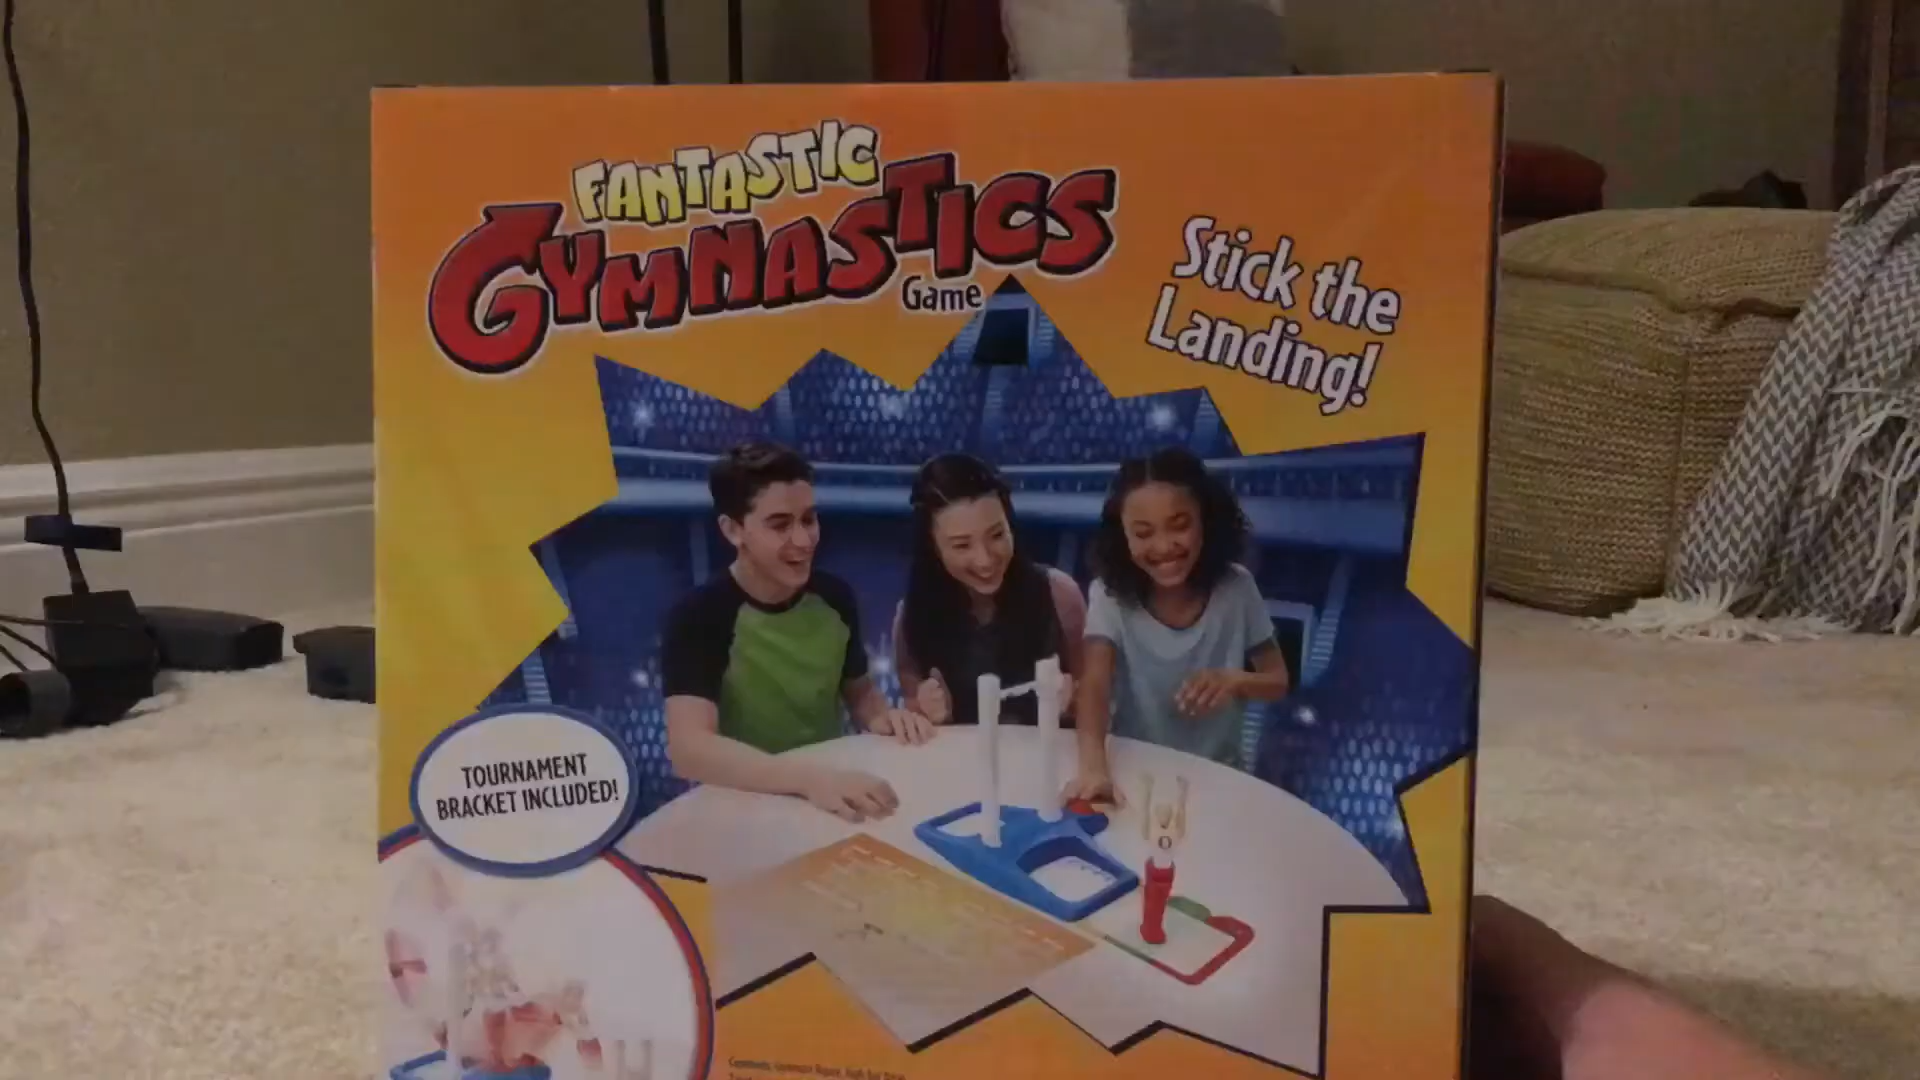 FANTASTIC
GYMNASTICS
Game
Stick the
Landing!
TOURNAMENT
BRACKET INCLUDED!